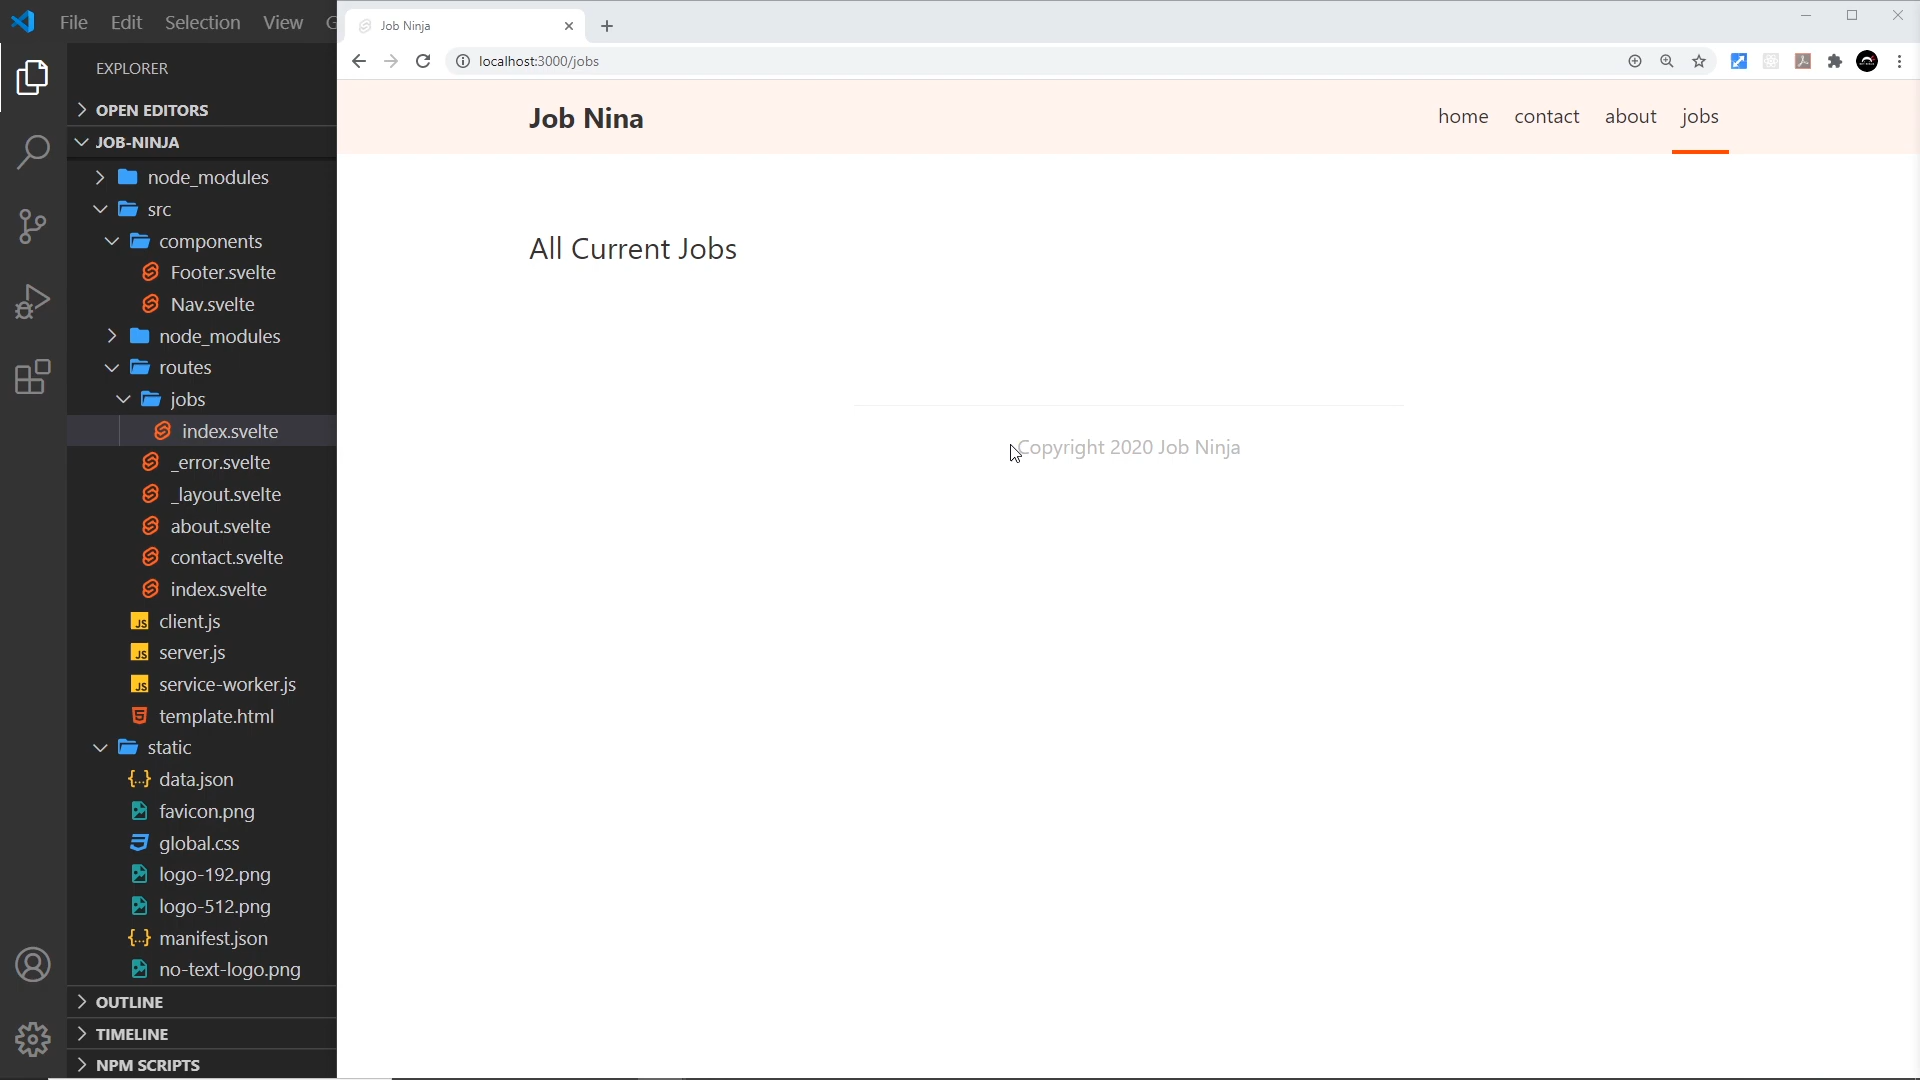 File Edit Selection View G
EXPLORER
OPEN EDITORS
JOB-NINJA
node_modules
src
components
Footer.svelte
Nav.svelte
node_modules
routes
jobs
index.svelte
_error.svelte
_layout.svelte
about.svelte
contact.svelte
index.svelte
JS client.js
JS server.js
JS service-worker.js
template.html
static
{..} data.json
favicon.png
global.css
logo-192.png
logo-512.png
{..} manifest.json
no-text-logo.png
OUTLINE
TIMELINE
NPM SCRIPTS
Job Ninja
localhost:3000/jobs
Job Nina
home contact about jobs
All Current Jobs
Copyright 2020 Job Ninja